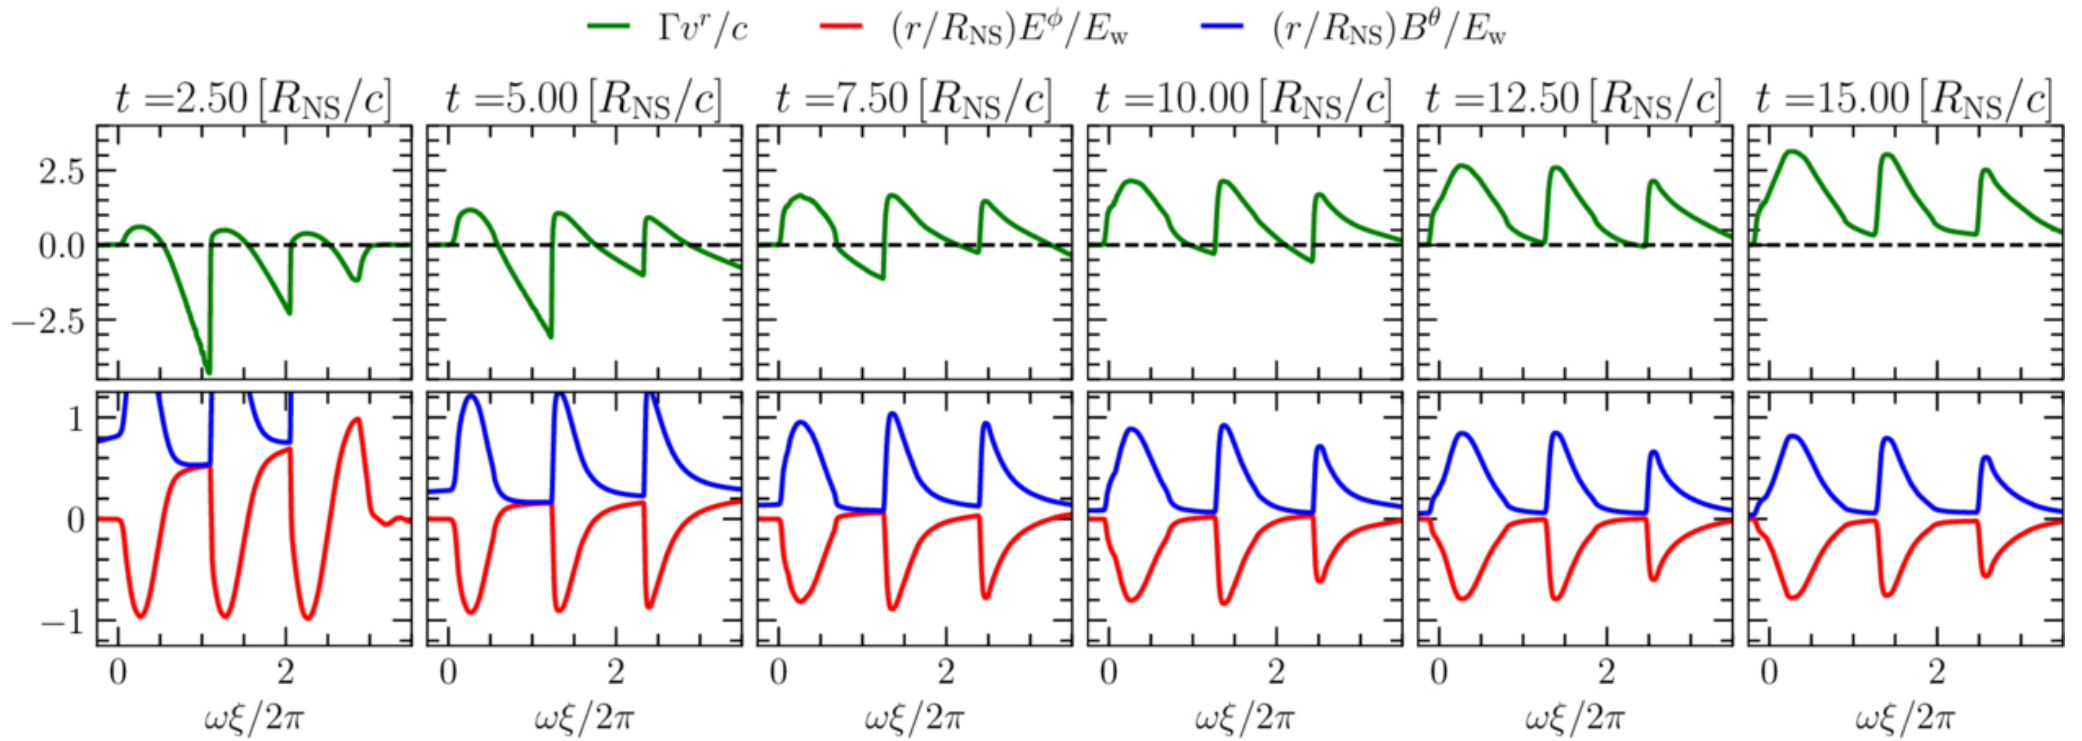 Γvʳ/c (r/R_NS)E^ϕ/E_w (r/R_NS)B^θ/E_w
t =2.50 [R_NS/c] t =5.00 [R_NS/c] t =7.50 [R_NS/c] t =10.00 [R_NS/c] t =12.50 [R_NS/c] t =15.00 [R_NS/c]
2.5
0.0
−2.5
1
0
−1
0 2 0 2 0 2 0 2 0 2 0 2
ωξ/2π ωξ/2π ωξ/2π ωξ/2π ωξ/2π ωξ/2π